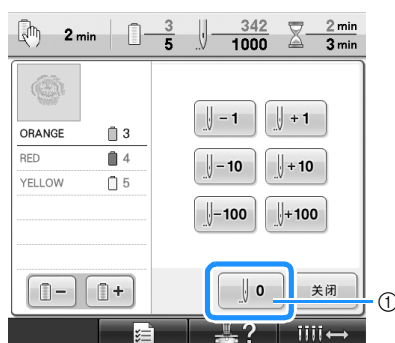 2 min 3 342 2 min
5 1000 3 min
-1 +1
ORANGE 3
RED 4 -10 +10
YELLOW 5
-100 +100
- + 0 关闭 ①
?